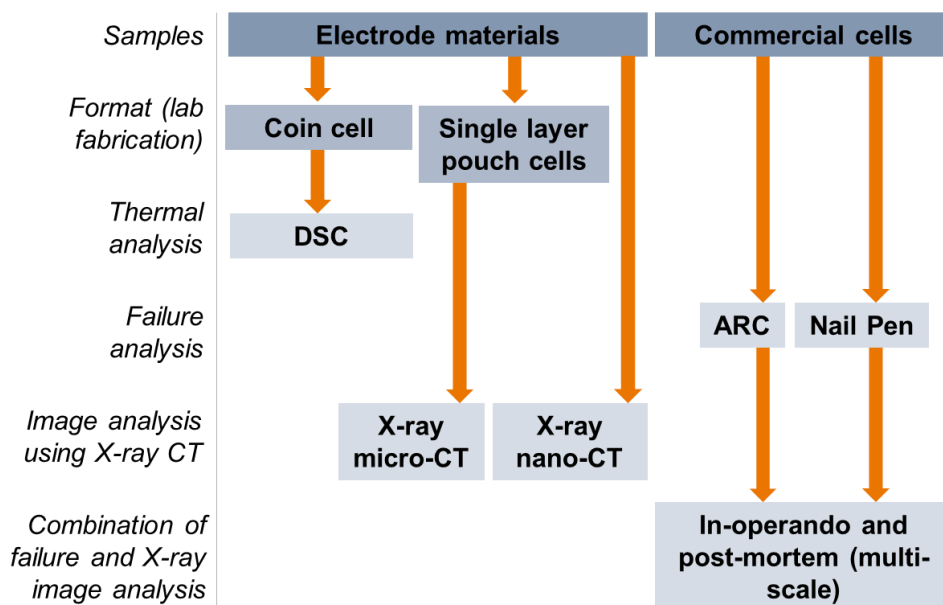 Samples
Electrode materials
Commercial cells
Format (lab
fabrication)
Coin cell
Single layer
pouch cells
Thermal
analysis
DSC
Failure
analysis
ARC
Nail Pen
Image analysis
using X-ray CT
X-ray
micro-CT
X-ray
nano-CT
Combination of
failure and X-ray
image analysis
In-operando and
post-mortem (multi-
scale)